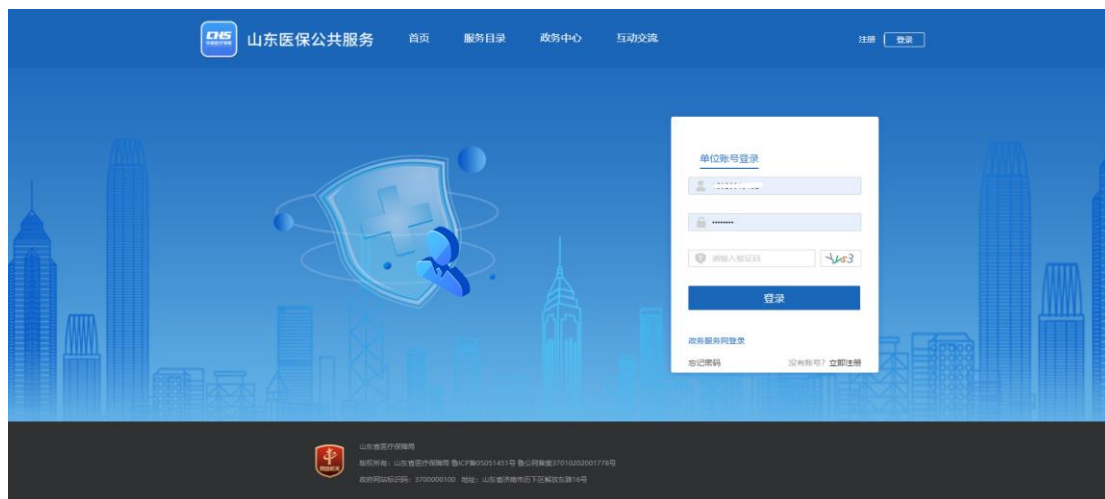 CHS
山东医保公共服务
首页 服务目录 政务中心 互动交流
注册 登录
单位账号登录
请输入验证码
登录
政务服务网登录
忘记密码 没有账号？立即注册
山东省医疗保障局
版权所有：山东省医疗保障局 鲁ICP备05051451号 鲁公网备案37010202001778号
政府网站标识码：3700000100 地址：山东省济南市历下区解放东路16号